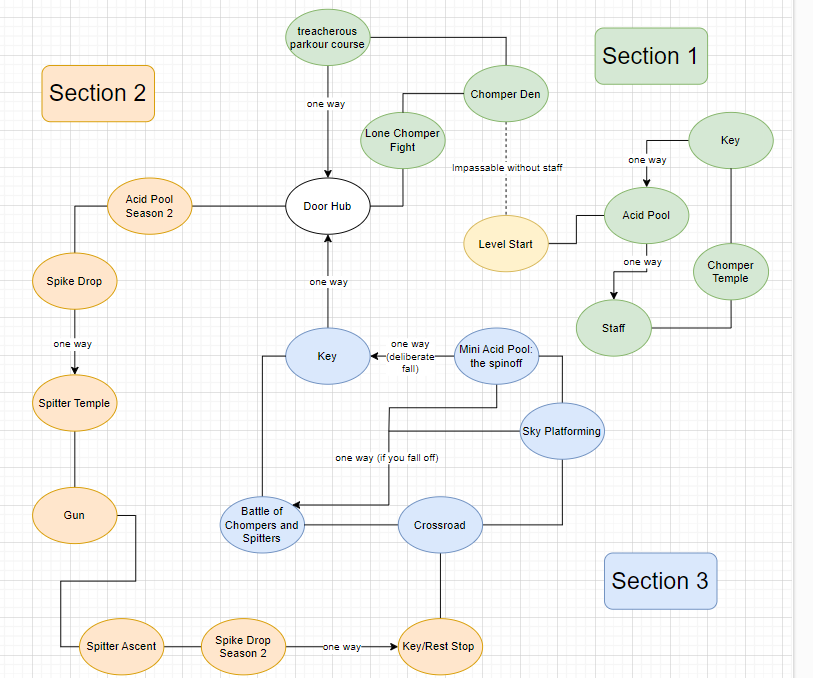 treacherous
parkour course
Section 1
Section 2
Chomper Den
one way
Lone Chomper
Fight
Key
one way
Impassable without staff
Acid Pool
Season 2
Door Hub
Acid Pool
Level Start
one way
Chomper
Temple
Spike Drop
one way
Staff
one way
Key
one way
(deliberate
fall)
Mini Acid Pool:
the spinoff
Spitter Temple
Sky Platforming
one way (if you fall off)
Gun
Battle of
Chompers and
Spitters
Crossroad
Section 3
Spitter Ascent
Spike Drop
Season 2
one way
Key/Rest Stop